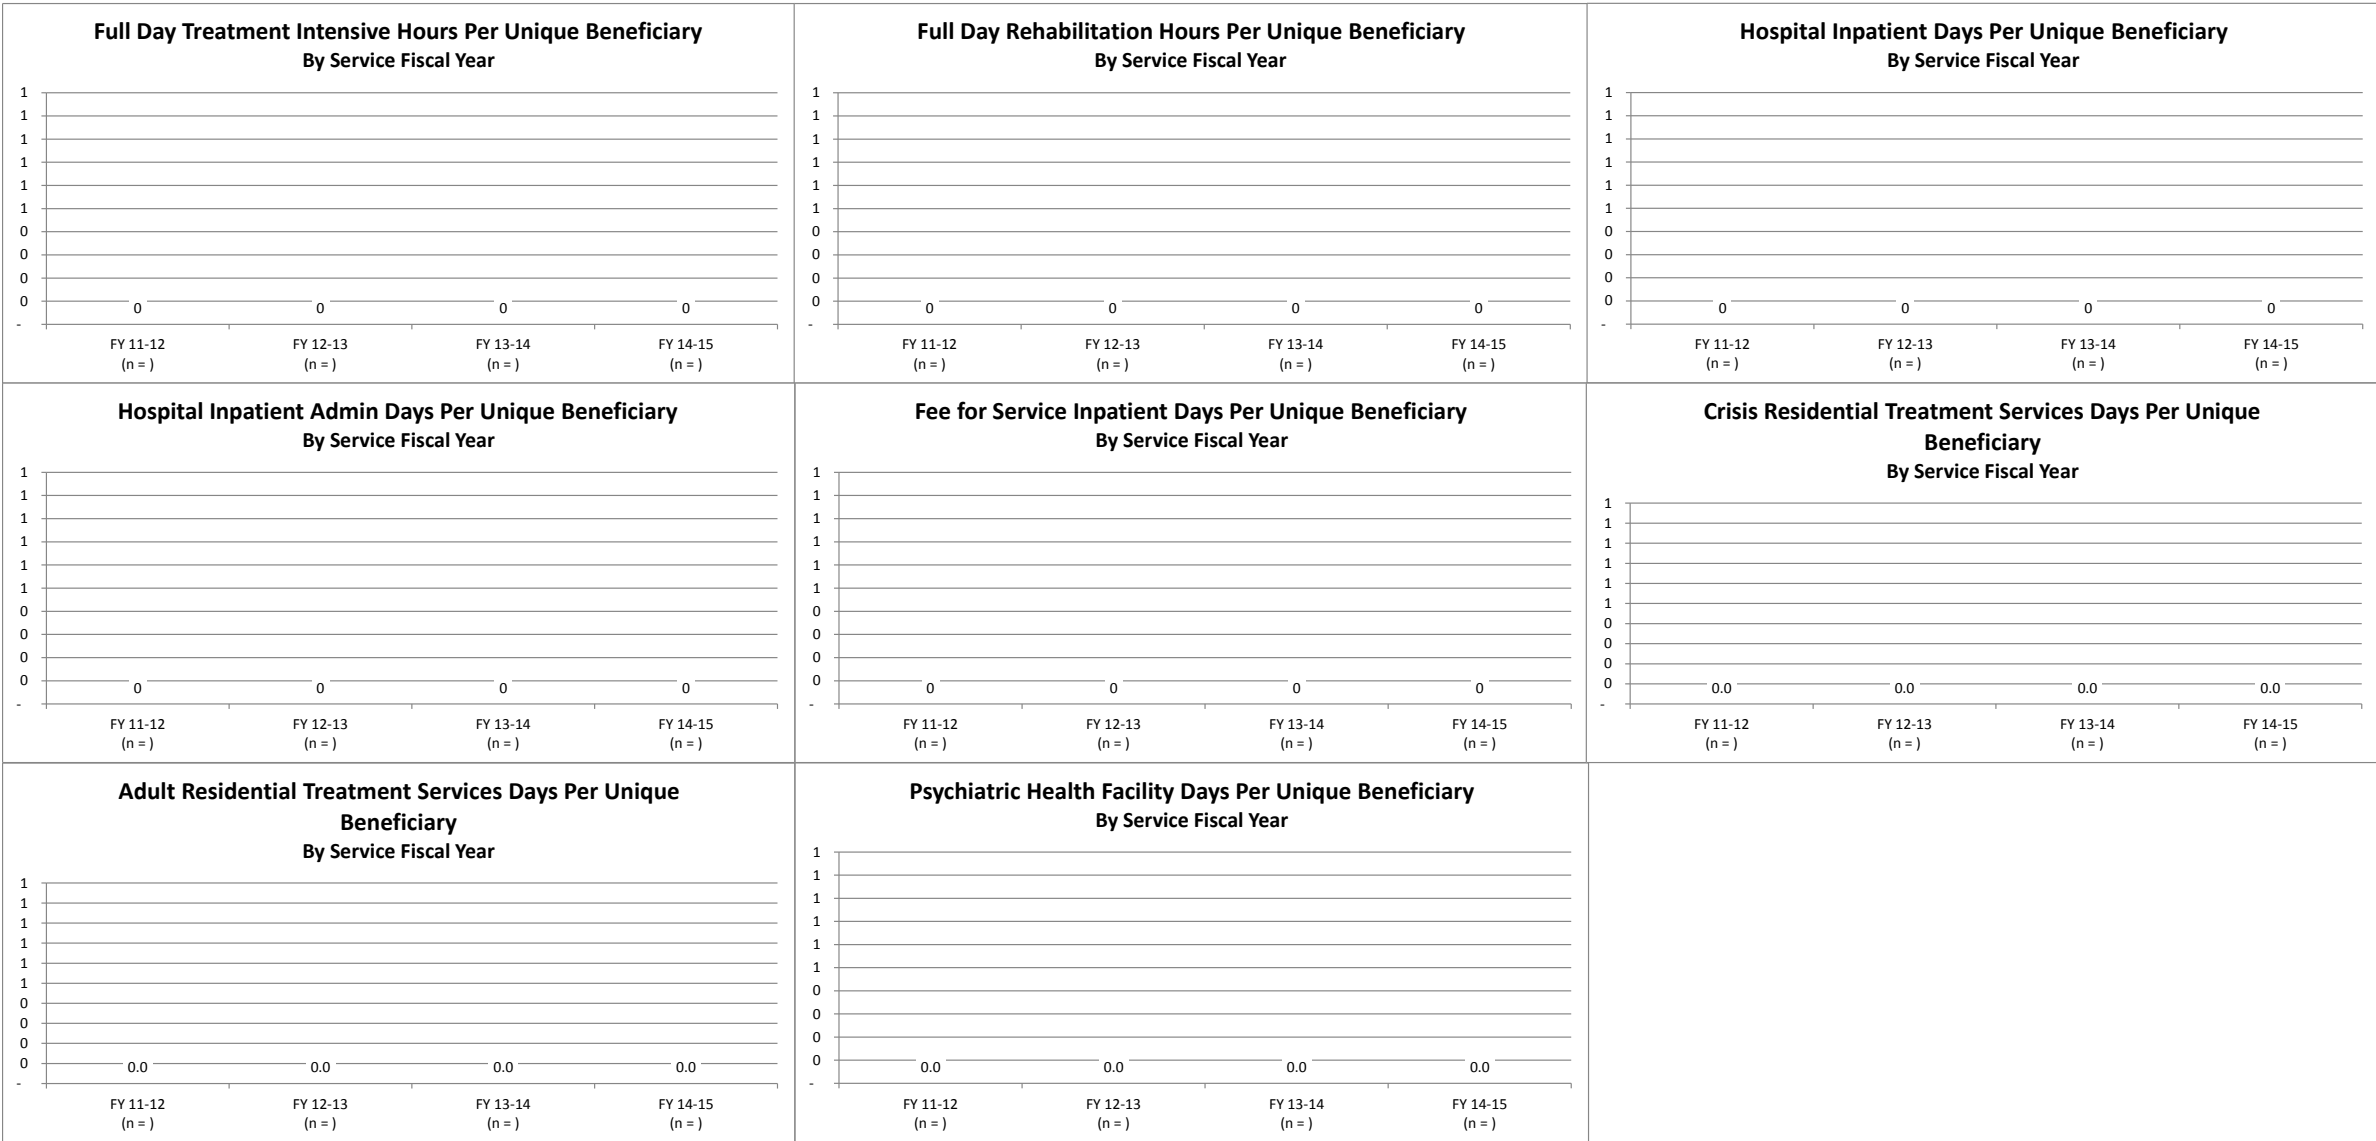 Full Day Treatment Intensive Hours Per Unique Beneficiary
By Service Fiscal Year
1
1
1
1
1
1
0
0
0
0
-
0 0 0 0
FY 11-12 FY 12-13 FY 13-14 FY 14-15
(n = ) (n = ) (n = ) (n = )
Full Day Rehabilitation Hours Per Unique Beneficiary
By Service Fiscal Year
1
1
1
1
1
1
0
0
0
0
-
0 0 0 0
FY 11-12 FY 12-13 FY 13-14 FY 14-15
(n = ) (n = ) (n = ) (n = )
Hospital Inpatient Days Per Unique Beneficiary
By Service Fiscal Year
1
1
1
1
1
1
0
0
0
0
-
0 0 0 0
FY 11-12 FY 12-13 FY 13-14 FY 14-15
(n = ) (n = ) (n = ) (n = )
Hospital Inpatient Admin Days Per Unique Beneficiary
By Service Fiscal Year
1
1
1
1
1
1
0
0
0
0
-
0 0 0 0
FY 11-12 FY 12-13 FY 13-14 FY 14-15
(n = ) (n = ) (n = ) (n = )
Fee for Service Inpatient Days Per Unique Beneficiary
By Service Fiscal Year
1
1
1
1
1
1
0
0
0
0
-
0 0 0 0
FY 11-12 FY 12-13 FY 13-14 FY 14-15
(n = ) (n = ) (n = ) (n = )
Crisis Residential Treatment Services Days Per Unique
Beneficiary
By Service Fiscal Year
1
1
1
1
1
1
0
0
0
0
-
0.0 0.0 0.0 0.0
FY 11-12 FY 12-13 FY 13-14 FY 14-15
(n = ) (n = ) (n = ) (n = )
Adult Residential Treatment Services Days Per Unique
Beneficiary
By Service Fiscal Year
1
1
1
1
1
1
0
0
0
0
-
0.0 0.0 0.0 0.0
FY 11-12 FY 12-13 FY 13-14 FY 14-15
(n = ) (n = ) (n = ) (n = )
Psychiatric Health Facility Days Per Unique Beneficiary
By Service Fiscal Year
1
1
1
1
1
1
0
0
0
0
-
0.0 0.0 0.0 0.0
FY 11-12 FY 12-13 FY 13-14 FY 14-15
(n = ) (n = ) (n = ) (n = )